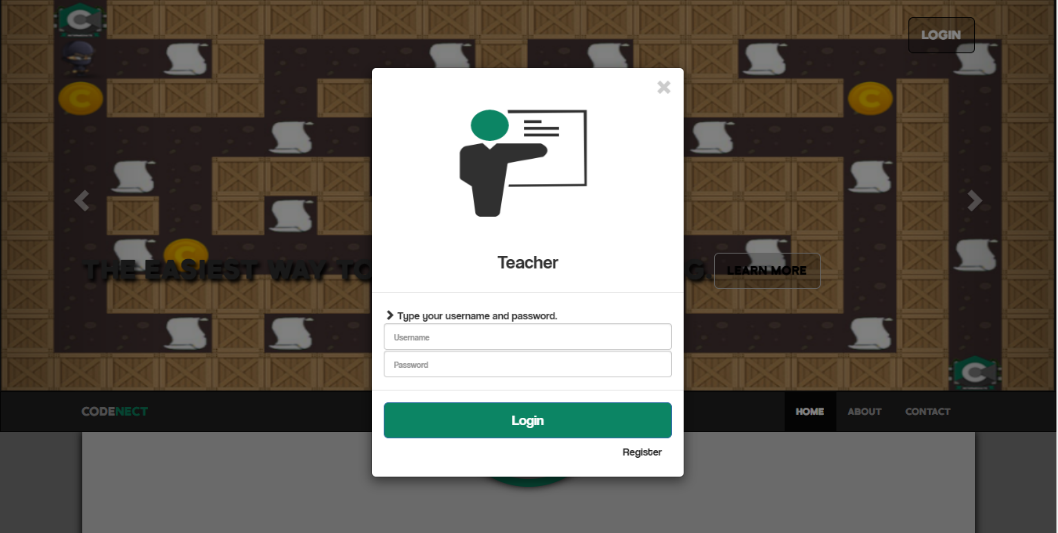 LOGIN
Teacher
THE EASIEST WAY TO
LEARN MORE
Type your username and password.
Username
Password
CODENECT
HOME ABOUT CONTACT
Login
Register